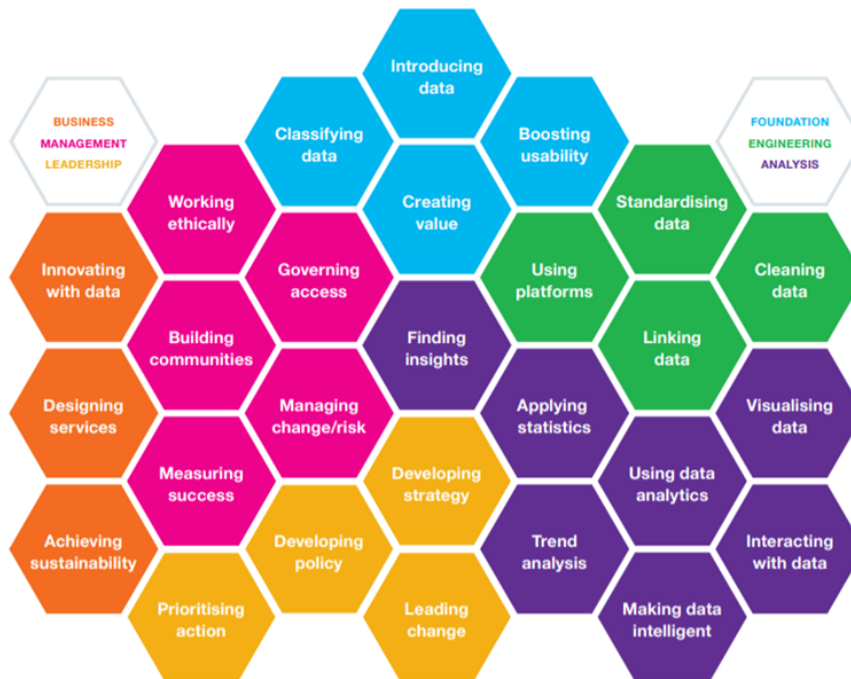 Introducing
data
BUSINESS
MANAGEMENT
LEADERSHIP
Classifying
data
Boosting
usability
FOUNDATION
ENGINEERING
ANALYSIS
Working
ethically
Creating
value
Standardising
data
Innovating
with data
Governing
access
Using
platforms
Cleaning
data
Building
communities
Finding
insights
Linking
data
Designing
services
Managing
change/risk
Applying
statistics
Visualising
data
Measuring
success
Developing
strategy
Using data
analytics
Achieving
sustainability
Developing
policy
Trend
analysis
Interacting
with data
Prioritising
action
Leading
change
Making data
intelligent